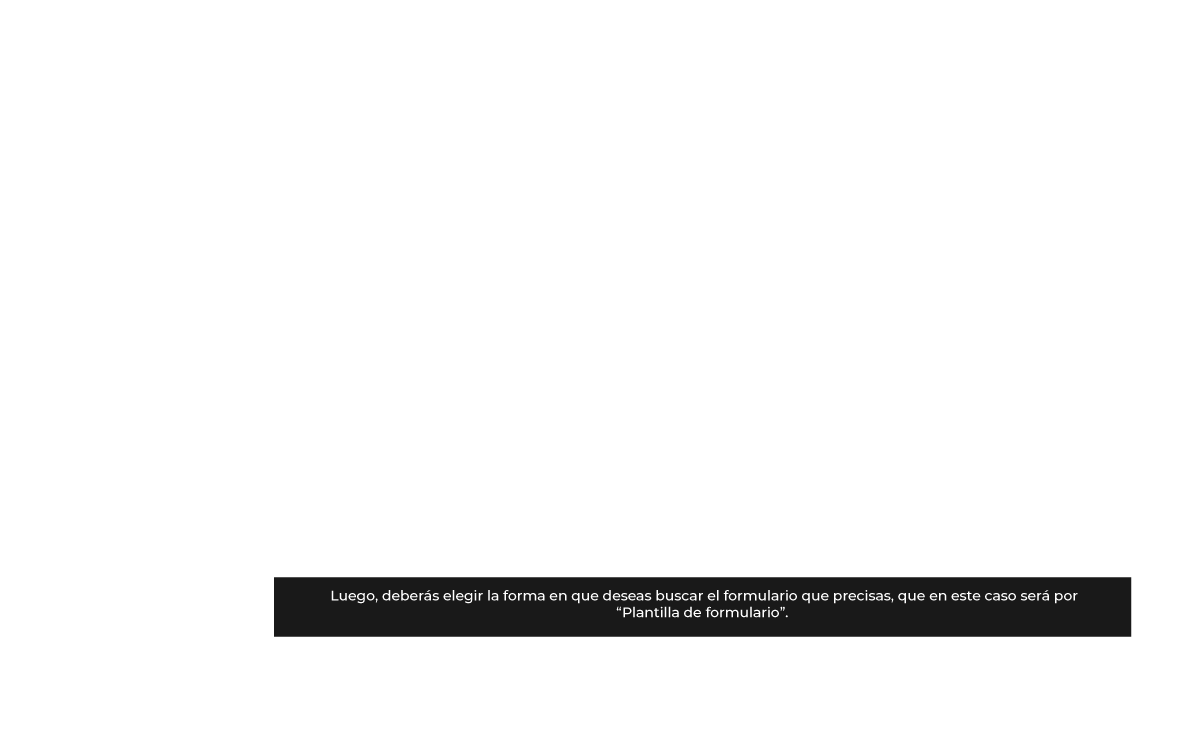 Luego, deberás elegir la forma en que deseas buscar el formulario que precisas, que en este caso será por
“Plantilla de formulario”.